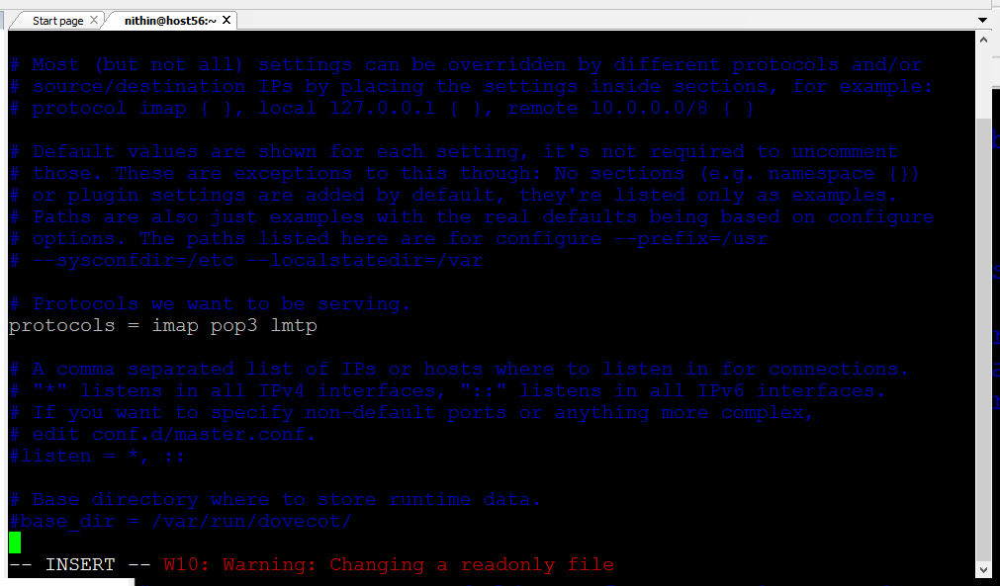 Start page
nithin@host56:~
# Most (but not all) settings can be overridden by different protocols and/or
# source/destination IPs by placing the settings inside sections, for example:
# protocol imap { }, local 127.0.0.1 { }, remote 10.0.0.0/8 { }
# Default values are shown for each setting, it's not required to uncomment
# those. These are exceptions to this though: No sections (e.g. namespace {})
# or plugin settings are added by default, they're listed only as examples.
# Paths are also just examples with the real defaults being based on configure
# options. The paths listed here are for configure --prefix=/usr
# --sysconfdir=/etc --localstatedir=/var
# Protocols we want to be serving.
protocols = imap pop3 lmtp
# A comma separated list of IPs or hosts where to listen in for connections.
# "*" listens in all IPv4 interfaces, "::" listens in all IPv6 interfaces.
# If you want to specify non-default ports or anything more complex,
# edit conf.d/master.conf.
#listen = *, ::
# Base directory where to store runtime data.
#base_dir = /var/run/dovecot/
-- INSERT -- W10: Warning: Changing a readonly file